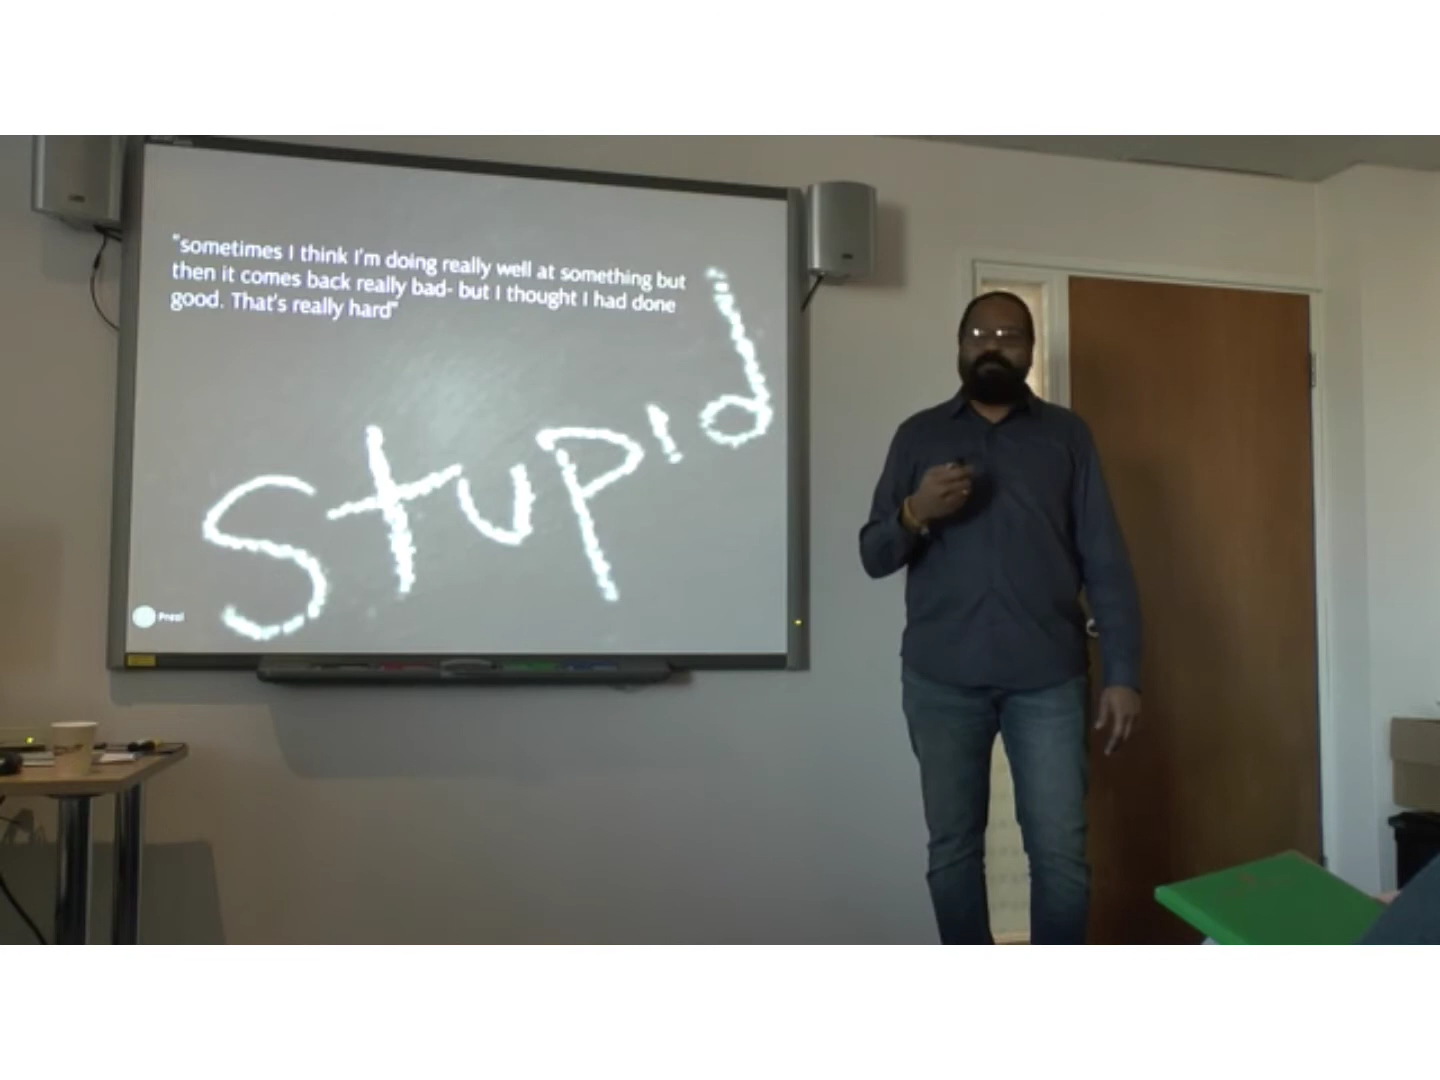 "sometimes I think I'm doing really well at something but
then it comes back really bad- but I thought I had done
good. That's really hard"
Stupid
Prezi